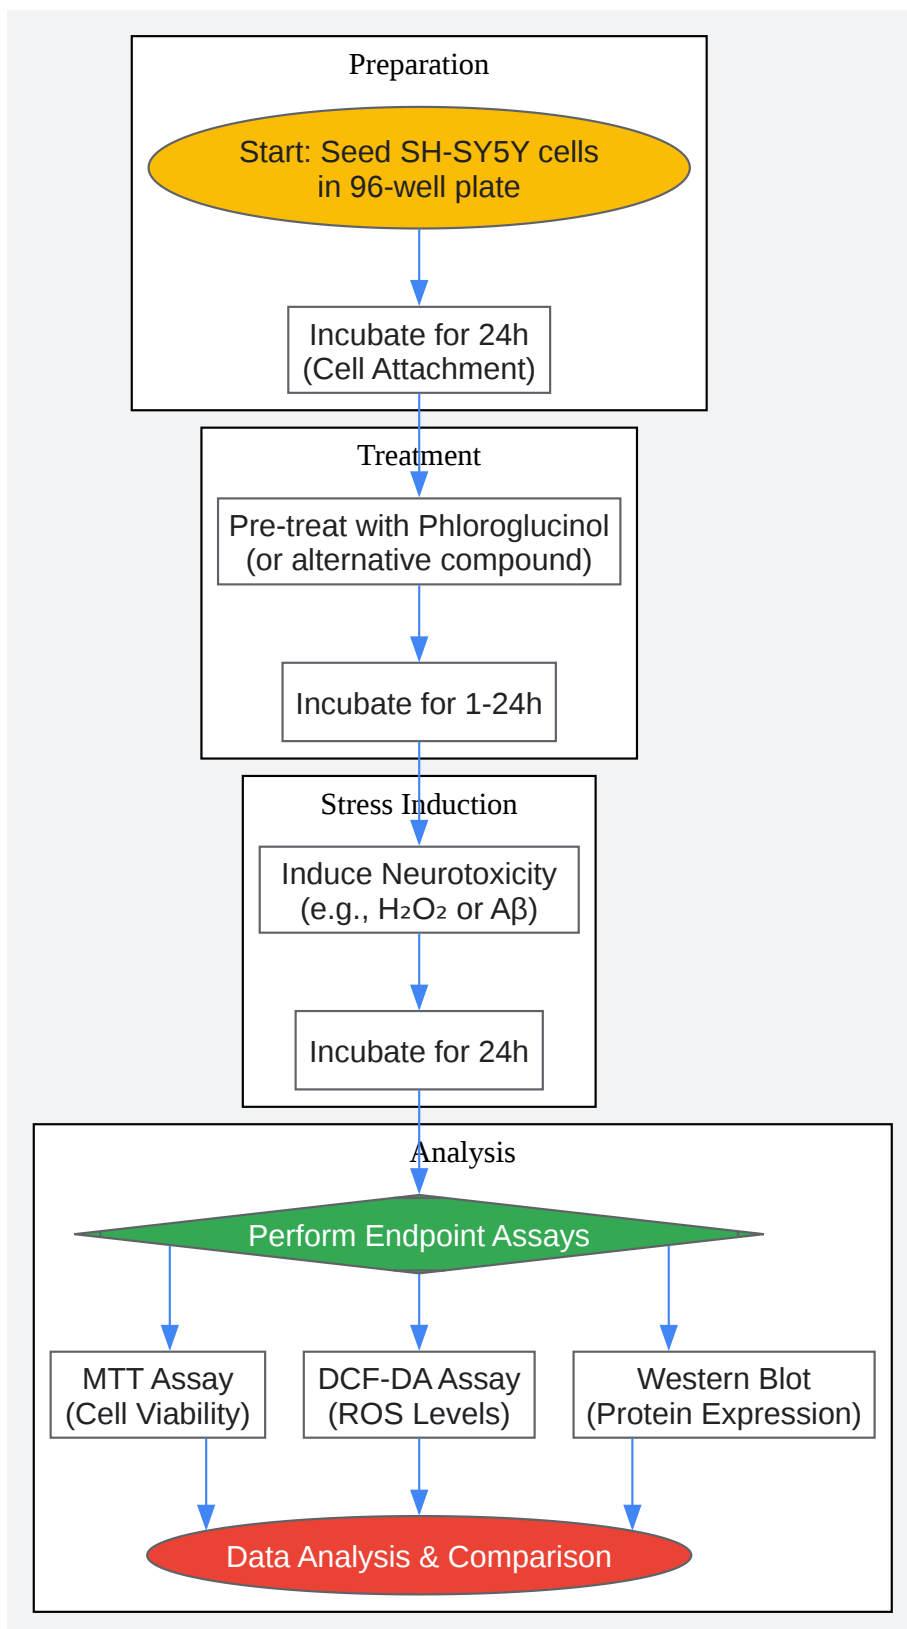 Preparation
Start: Seed SH-SY5Y cells
in 96-well plate
Incubate for 24h
(Cell Attachment)
Treatment
Pre-treat with Phloroglucinol
(or alternative compound)
Incubate for 1-24h
Stress Induction
Induce Neurotoxicity
(e.g., H₂O₂ or Aβ)
Incubate for 24h
Analysis
Perform Endpoint Assays
MTT Assay
(Cell Viability)
DCF-DA Assay
(ROS Levels)
Western Blot
(Protein Expression)
Data Analysis & Comparison